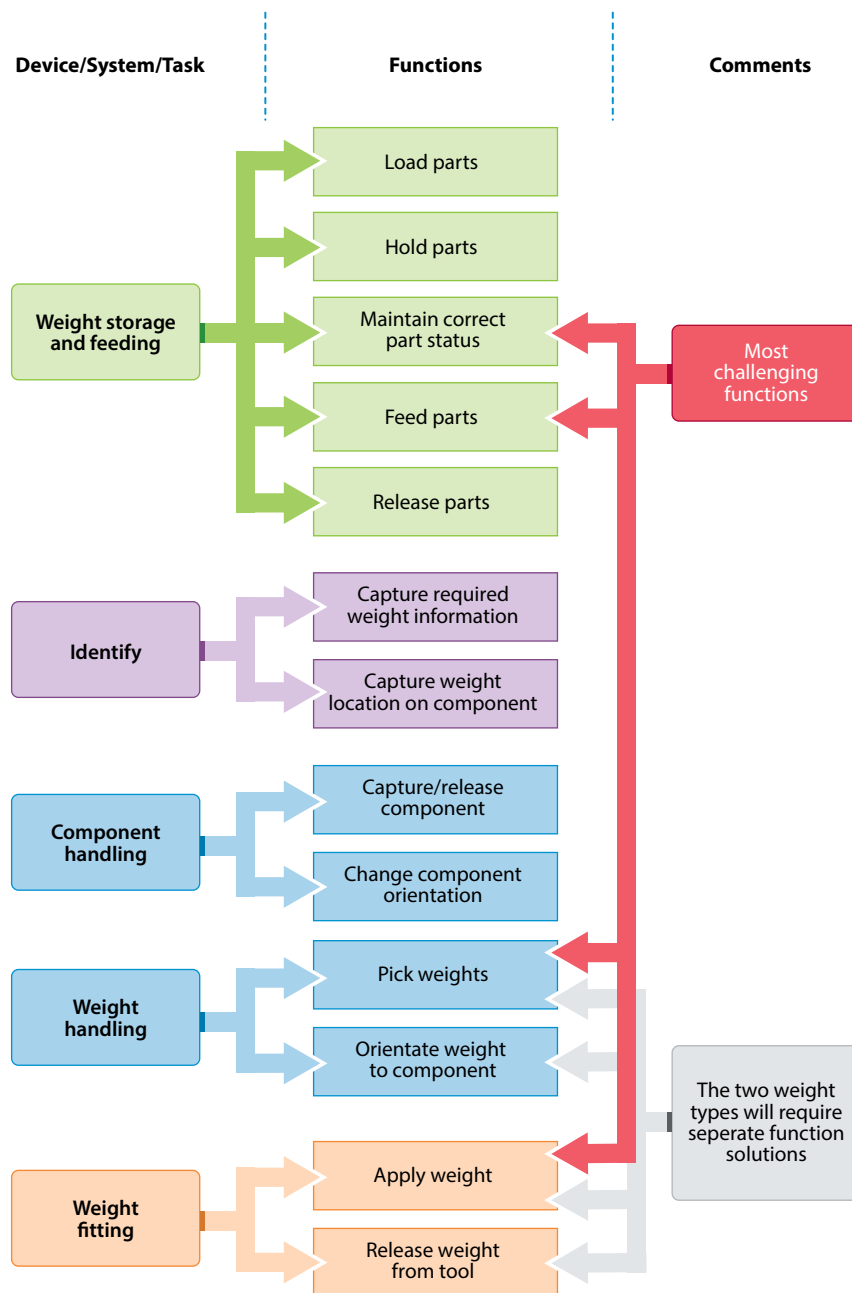 Device/System/Task
Functions
Comments
Load parts
Hold parts
Weight storage
and feeding
Maintain correct
part status
Most
challenging
functions
Feed parts
Release parts
Identify
Capture required
weight information
Capture weight
location on component
Component
handling
Capture/release
component
Change component
orientation
Weight
handling
Pick weights
Orientate weight
to component
The two weight
types will require
seperate function
solutions
Weight
fitting
Apply weight
Release weight
from tool